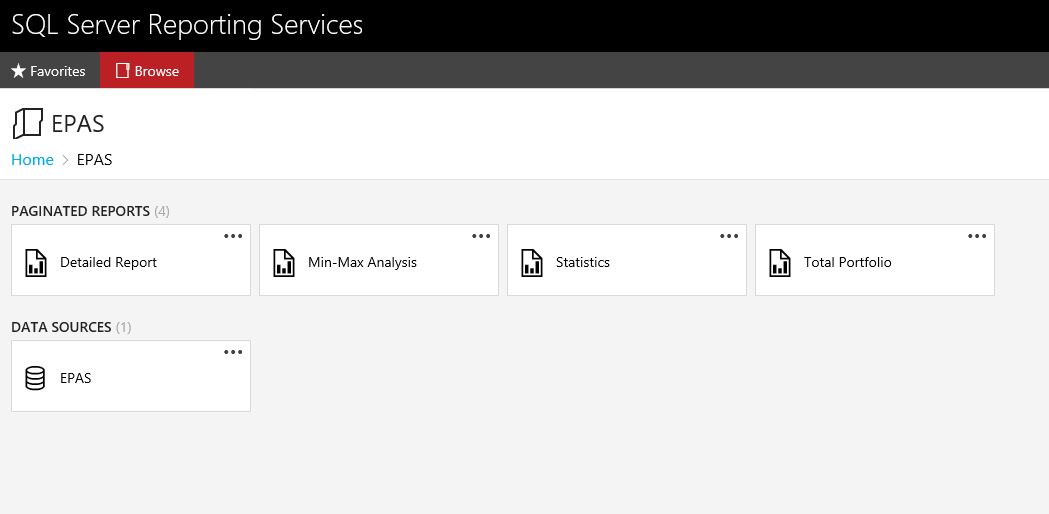 SQL Server Reporting Services
Favorites Browse
EPAS
Home > EPAS
PAGINATED REPORTS (4)
Detailed Report Min-Max Analysis Statistics Total Portfolio
DATA SOURCES (1)
EPAS